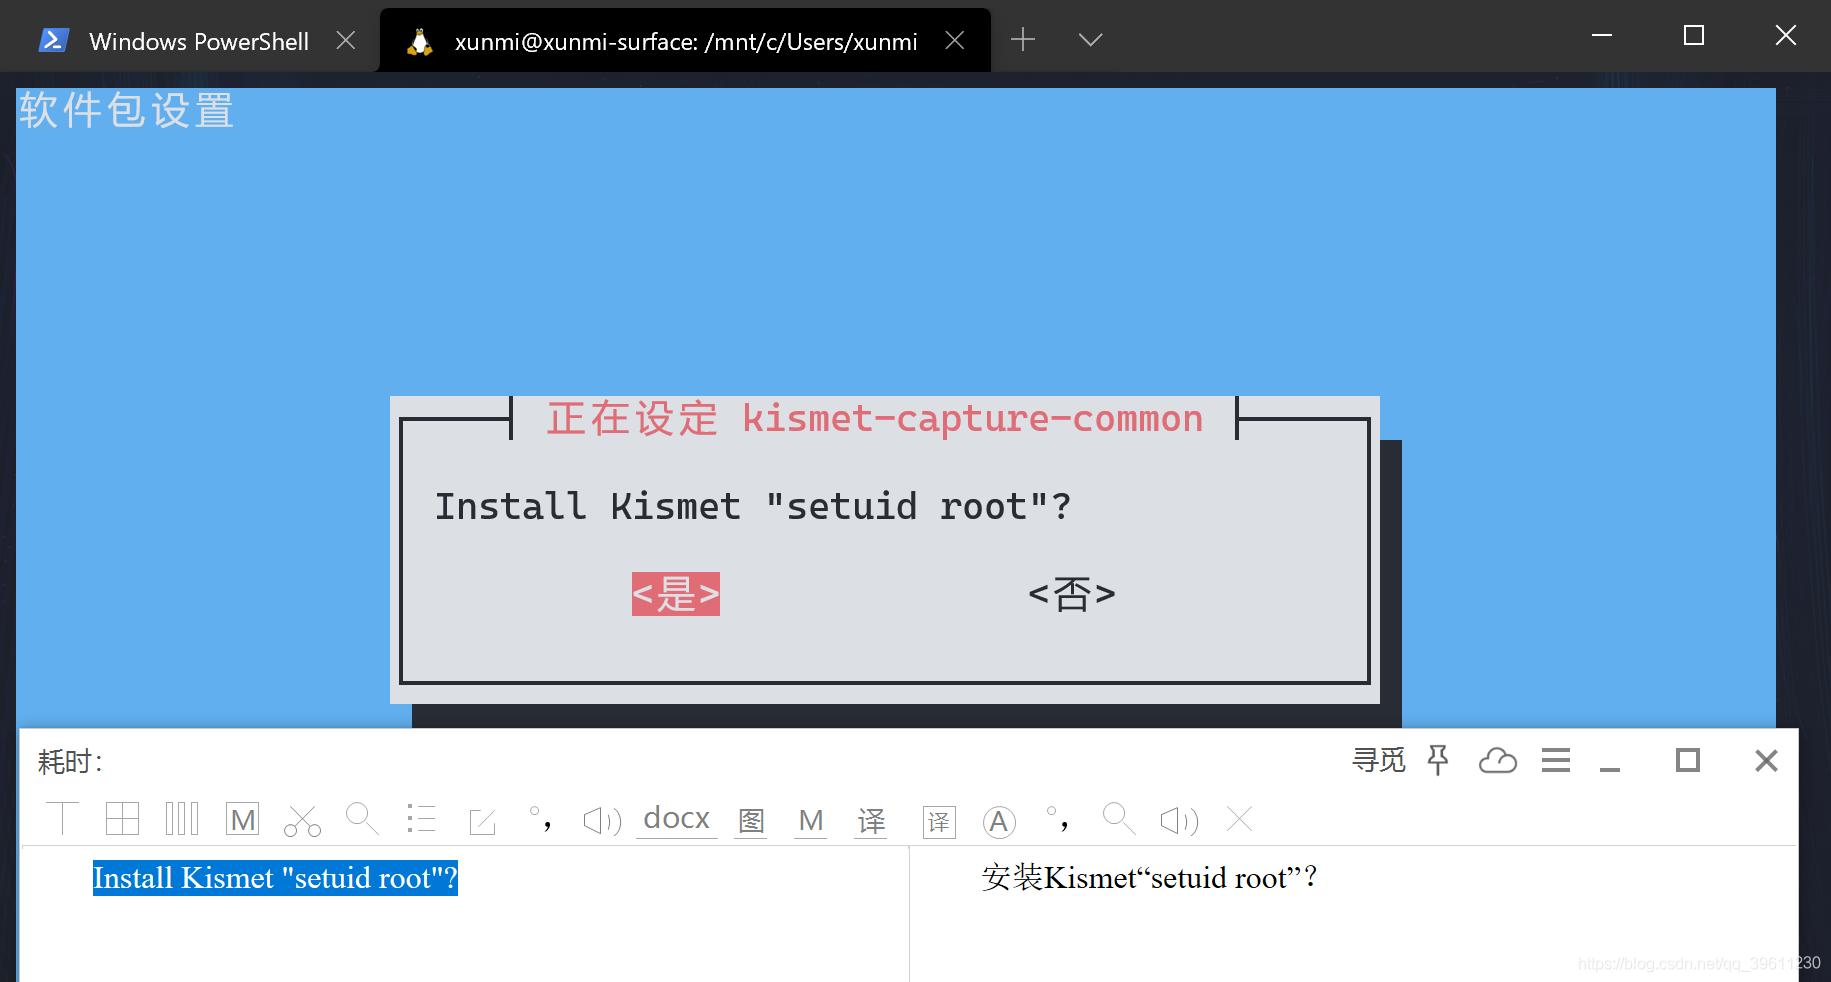 Windows PowerShell
xunmi@xunmi-surface: /mnt/c/Users/xunmi
软件包设置
正在设定 kismet-capture-common
Install Kismet "setuid root"?
<是> <否>
耗时:
寻觅
M docx 图 M 译 译 A
Install Kismet "setuid root"?
安装Kismet“setuid root”?
https://blog.csdn.net/qq_39611230